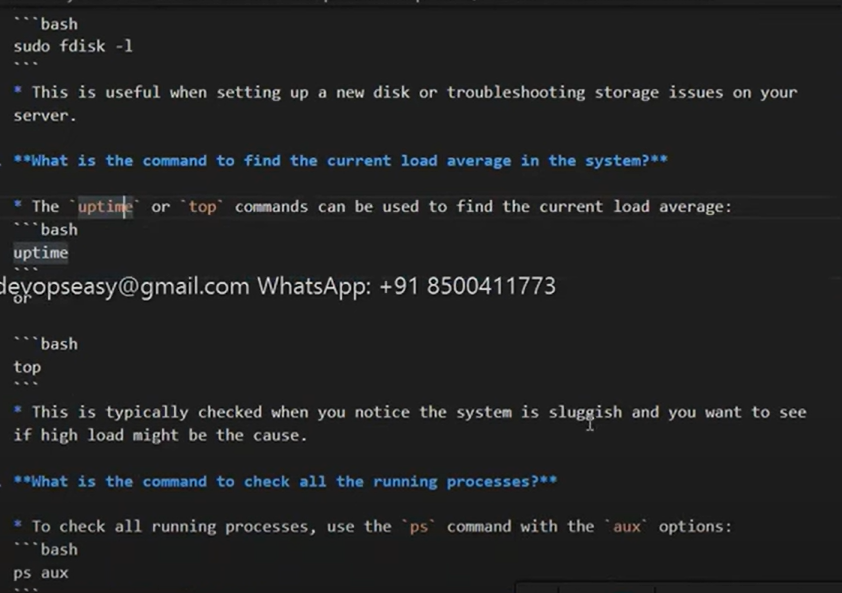 ```bash
sudo fdisk -l
```
* This is useful when setting up a new disk or troubleshooting storage issues on your
server.
**What is the command to find the current load average in the system?**
* The `uptime` or `top` commands can be used to find the current load average:
```bash
uptime
```
devopseasy@gmail.com WhatsApp: +91 8500411773
or
```bash
top
```
* This is typically checked when you notice the system is sluggish and you want to see
if high load might be the cause.
**What is the command to check all the running processes?**
* To check all running processes, use the `ps` command with the `aux` options:
```bash
ps aux
```